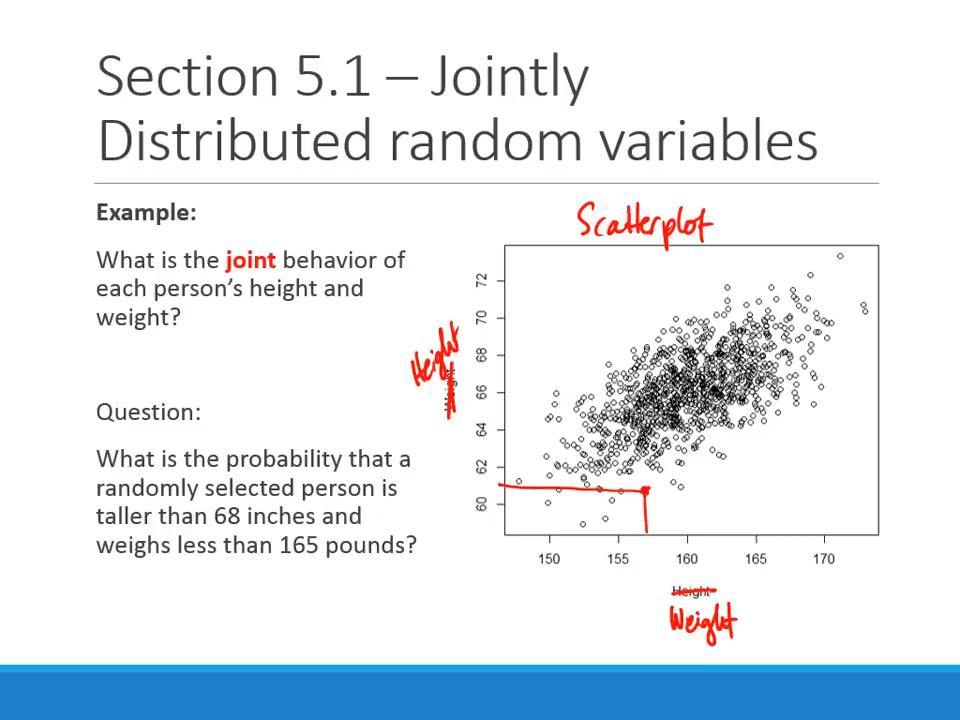 Section 5.1 – Jointly
Distributed random variables
Example:
What is the joint behavior of
each person's height and
weight?
Question:
What is the probability that a
randomly selected person is
taller than 68 inches and
weighs less than 165 pounds?
Scatterplot
72
70
68
66
64
62
60
Height
Weight
150 155 160 165 170
Height
Weight